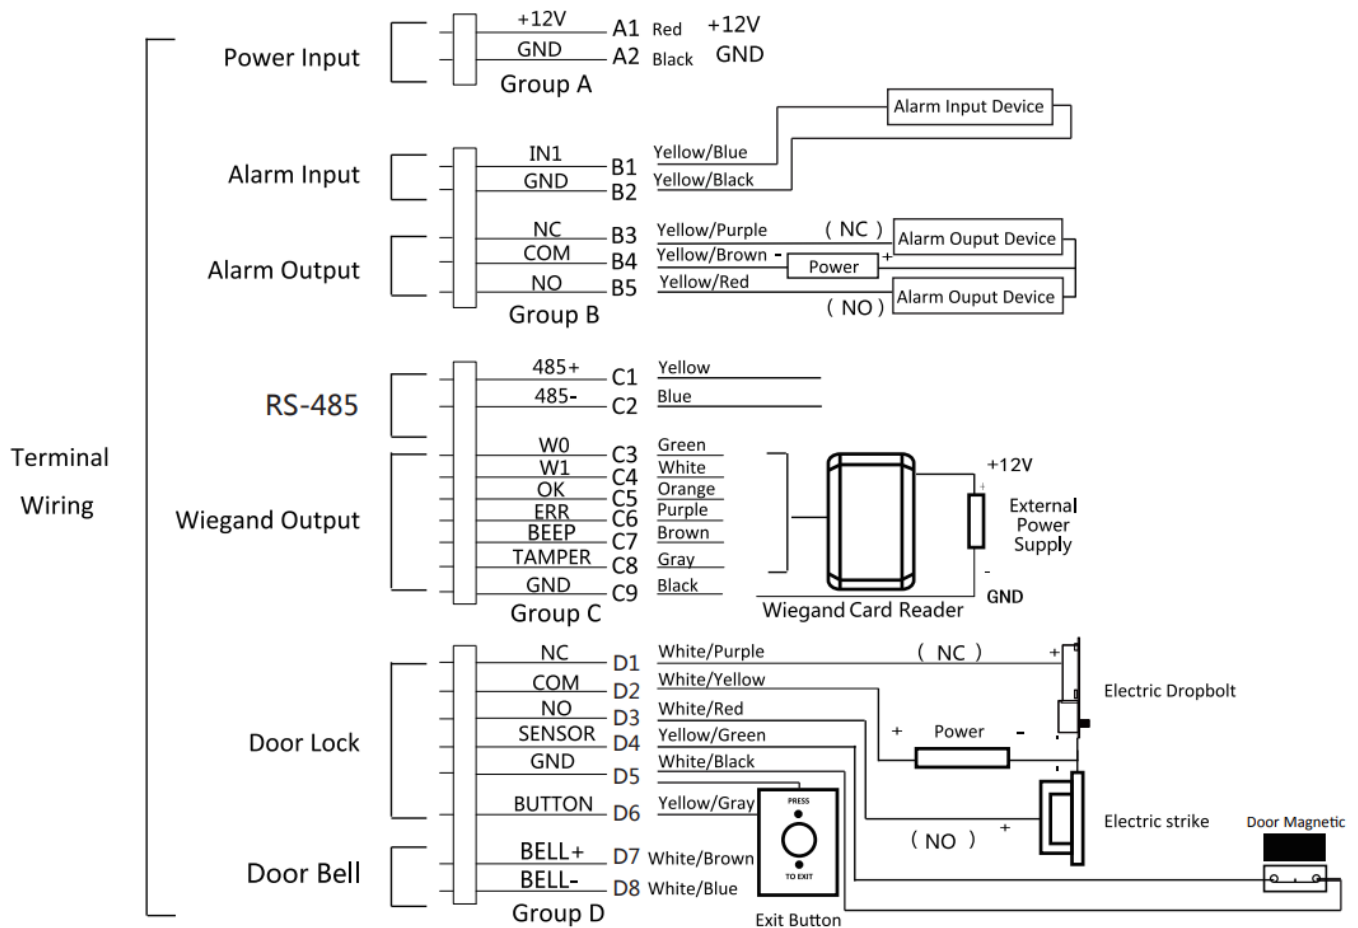 Terminal
Wiring
Power Input
+12V A1 Red +12V
GND A2 Black GND
Group A
Alarm Input Device
Alarm Input
IN1 B1 Yellow/Blue
GND B2 Yellow/Black
Alarm Output
NC B3 Yellow/Purple ( NC ) Alarm Ouput Device
COM B4 Yellow/Brown - Power +
NO B5 Yellow/Red ( NO ) Alarm Ouput Device
Group B
RS-485
485+ C1 Yellow
485- C2 Blue
Wiegand Output
W0 C3 Green
W1 C4 White
OK C5 Orange
ERR C6 Purple
BEEP C7 Brown
TAMPER C8 Gray
GND C9 Black
Group C
+12V
+
External
Power
Supply
-
GND
Wiegand Card Reader
Door Lock
NC D1 White/Purple ( NC ) +
COM D2 White/Yellow
NO D3 White/Red
SENSOR D4 Yellow/Green
GND D5 White/Black
BUTTON D6 Yellow/Gray
Electric Dropbolt
+ Power -
-
-
( NO ) +
Electric strike
Door Magnetic
PRESS
TO EXIT
Exit Button
Door Bell
BELL+ D7 White/Brown
BELL- D8 White/Blue
Group D